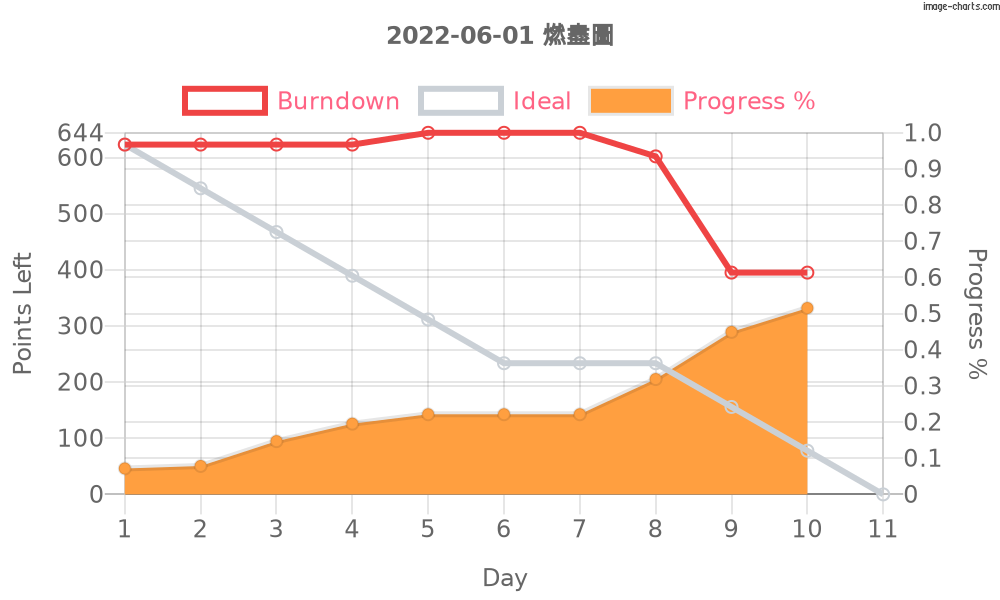 image-charts.com
2022-06-01 燃盡圖
Burndown Ideal Progress %
644 1.0
600 0.9
500 0.8
400 0.7
300 0.6
200 0.5
100 0.4
0 0.3
0.2
0.1
0
Points Left
Progress %
1 2 3 4 5 6 7 8 9 10 11
Day